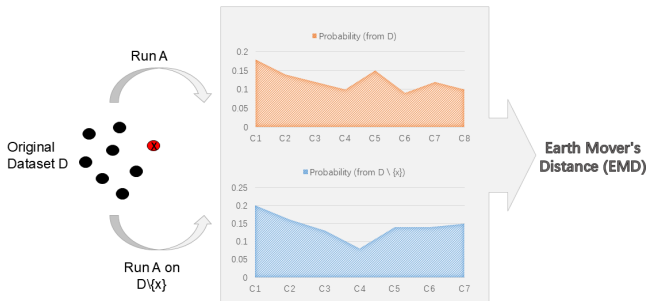 Run A
Original
Dataset D
x
Run A on
D\{x}
Probability (from D)
0.2
0.15
0.1
0.05
0
C1 C2 C3 C4 C5 C6 C7 C8
Probability (from D \ {x})
0.25
0.2
0.15
0.1
0.05
0
C1 C2 C3 C4 C5 C6 C7
Earth Mover's
Distance (EMD)